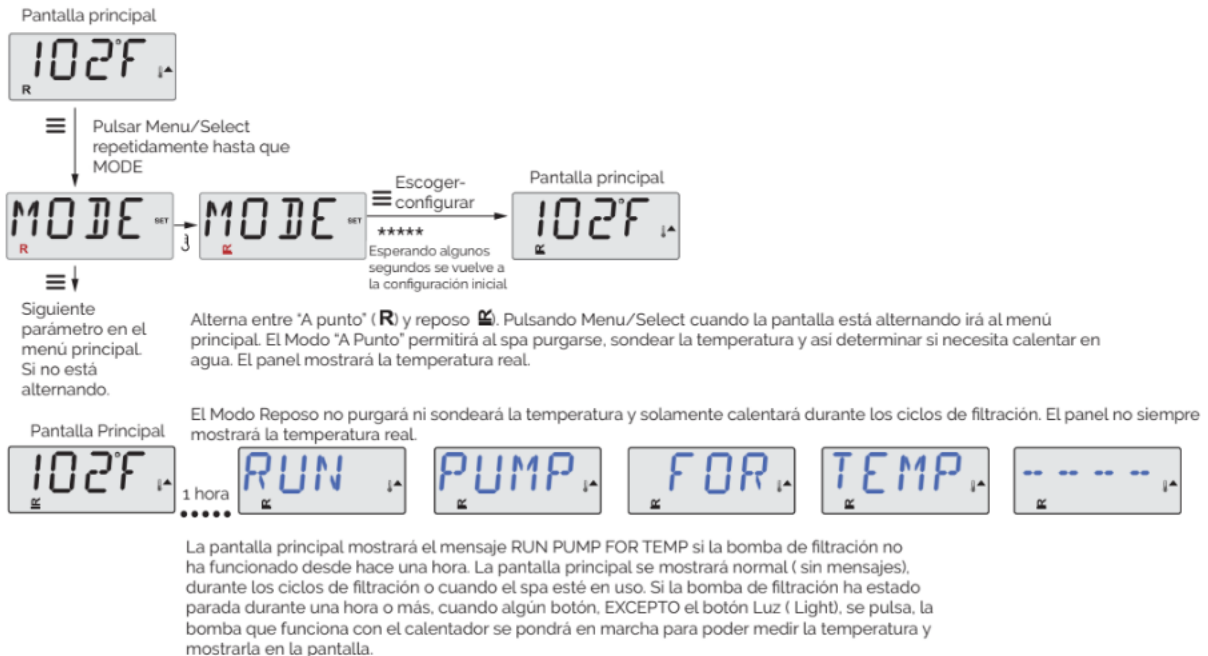 Pantalla principal
102°F
R
Pulsar Menu/Select
repetidamente hasta que
MODE
MODE SET
R
MODE SET
R
Escoger-
configurar
*****
Esperando algunos
segundos se vuelve a
la configuración inicial
Pantalla principal
102°F
R
Siguiente
parámetro en el
menú principal.
Si no está
alternando.
Alterna entre "A punto" ( R) y reposo R). Pulsando Menu/Select cuando la pantalla está alternando irá al menú
principal. El Modo "A Punto" permitirá al spa purgarse, sondear la temperatura y así determinar si necesita calentar en
agua. El panel mostrará la temperatura real.
El Modo Reposo no purgará ni sondeará la temperatura y solamente calentará durante los ciclos de filtración. El panel no siempre
mostrará la temperatura real.
Pantalla Principal
102°F
R
1 hora
RUN
R
PUMP
R
FOR
R
TEMP
R
-- -- -- --
R
La pantalla principal mostrará el mensaje RUN PUMP FOR TEMP si la bomba de filtración no
ha funcionado desde hace una hora. La pantalla principal se mostrará normal ( sin mensajes),
durante los ciclos de filtración o cuando el spa esté en uso. Si la bomba de filtración ha estado
parada durante una hora o más, cuando algún botón, EXCEPTO el botón Luz ( Light), se pulsa, la
bomba que funciona con el calentador se pondrá en marcha para poder medir la temperatura y
mostrarla en la pantalla.